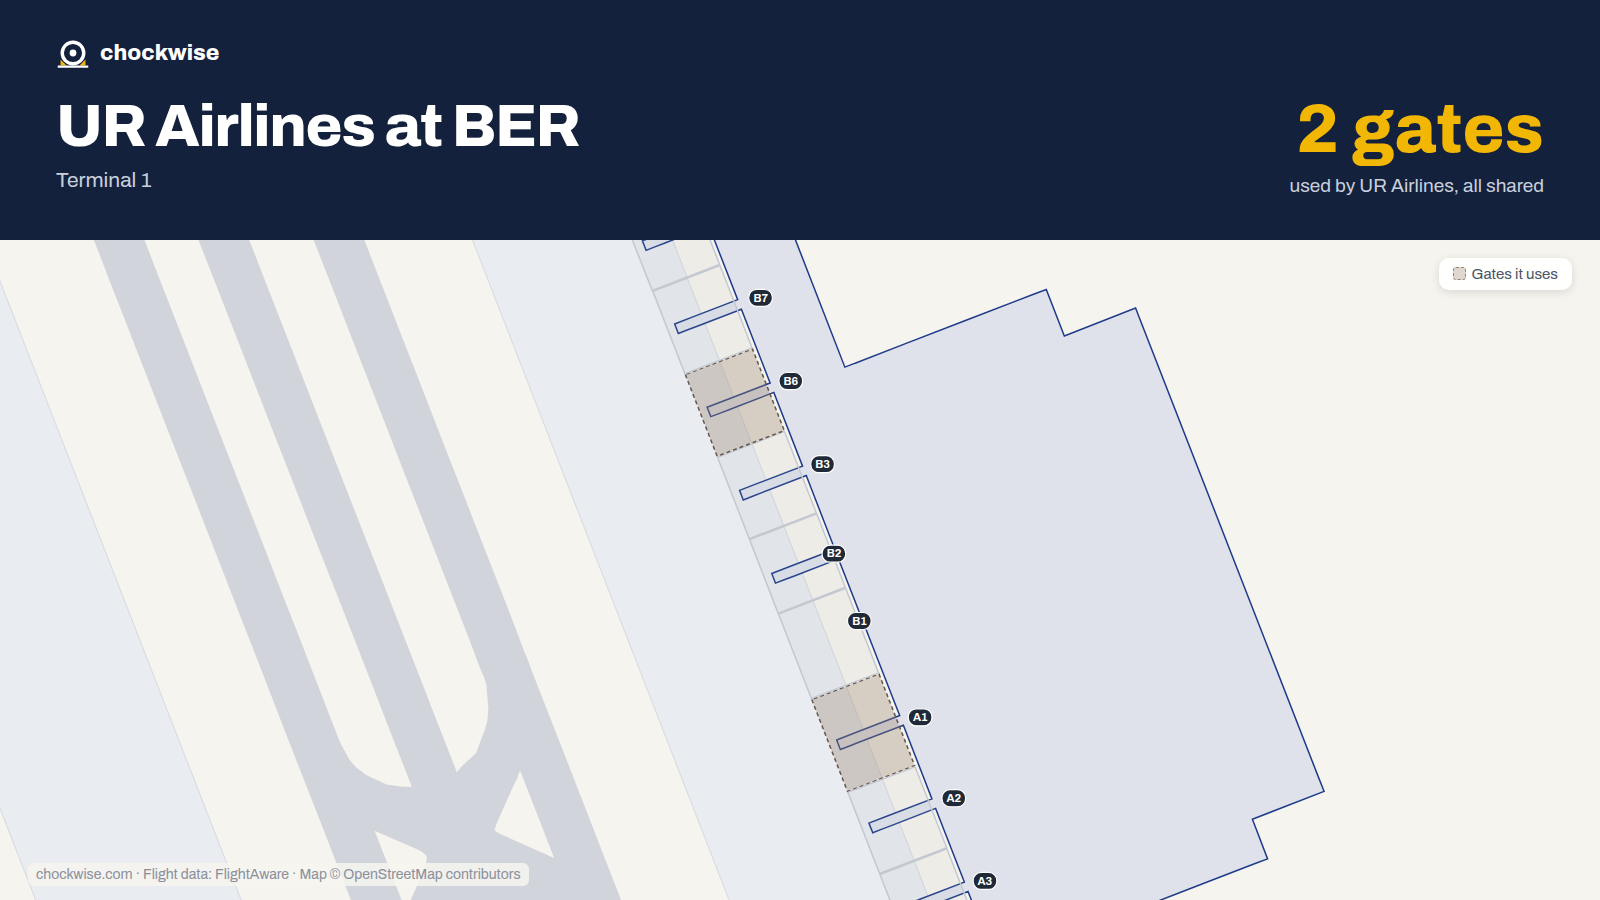 chockwise
UR Airlines at BER
Terminal 1
2 gates
used by UR Airlines, all shared
Gates it uses
B7
B6
B3
B2
B1
A1
A2
A3
chockwise.com · Flight data: FlightAware · Map © OpenStreetMap contributors